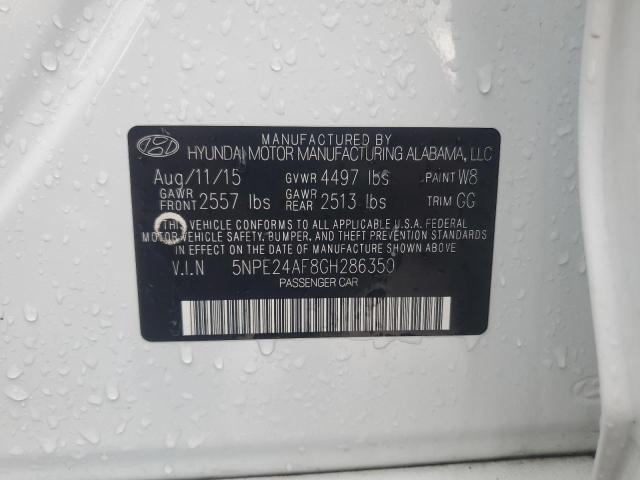 MANUFACTURED BY
HYUNDAI MOTOR MANUFACTURING ALABAMA, LLC
Aug/11/15 GVWR 4497 lbs PAINT W8
GAWR FRONT 2557 lbs GAWR REAR 2513 lbs TRIM GG
THIS VEHICLE CONFORMS TO ALL APPLICABLE U.S.A. FEDERAL
MOTOR VEHICLE SAFETY, BUMPER, AND THEFT PREVENTION STANDARDS
IN EFFECT ON THE DATE OF MANUFACTURE SHOWN ABOVE.
V.I.N 5NPE24AF8GH286350
PASSENGER CAR